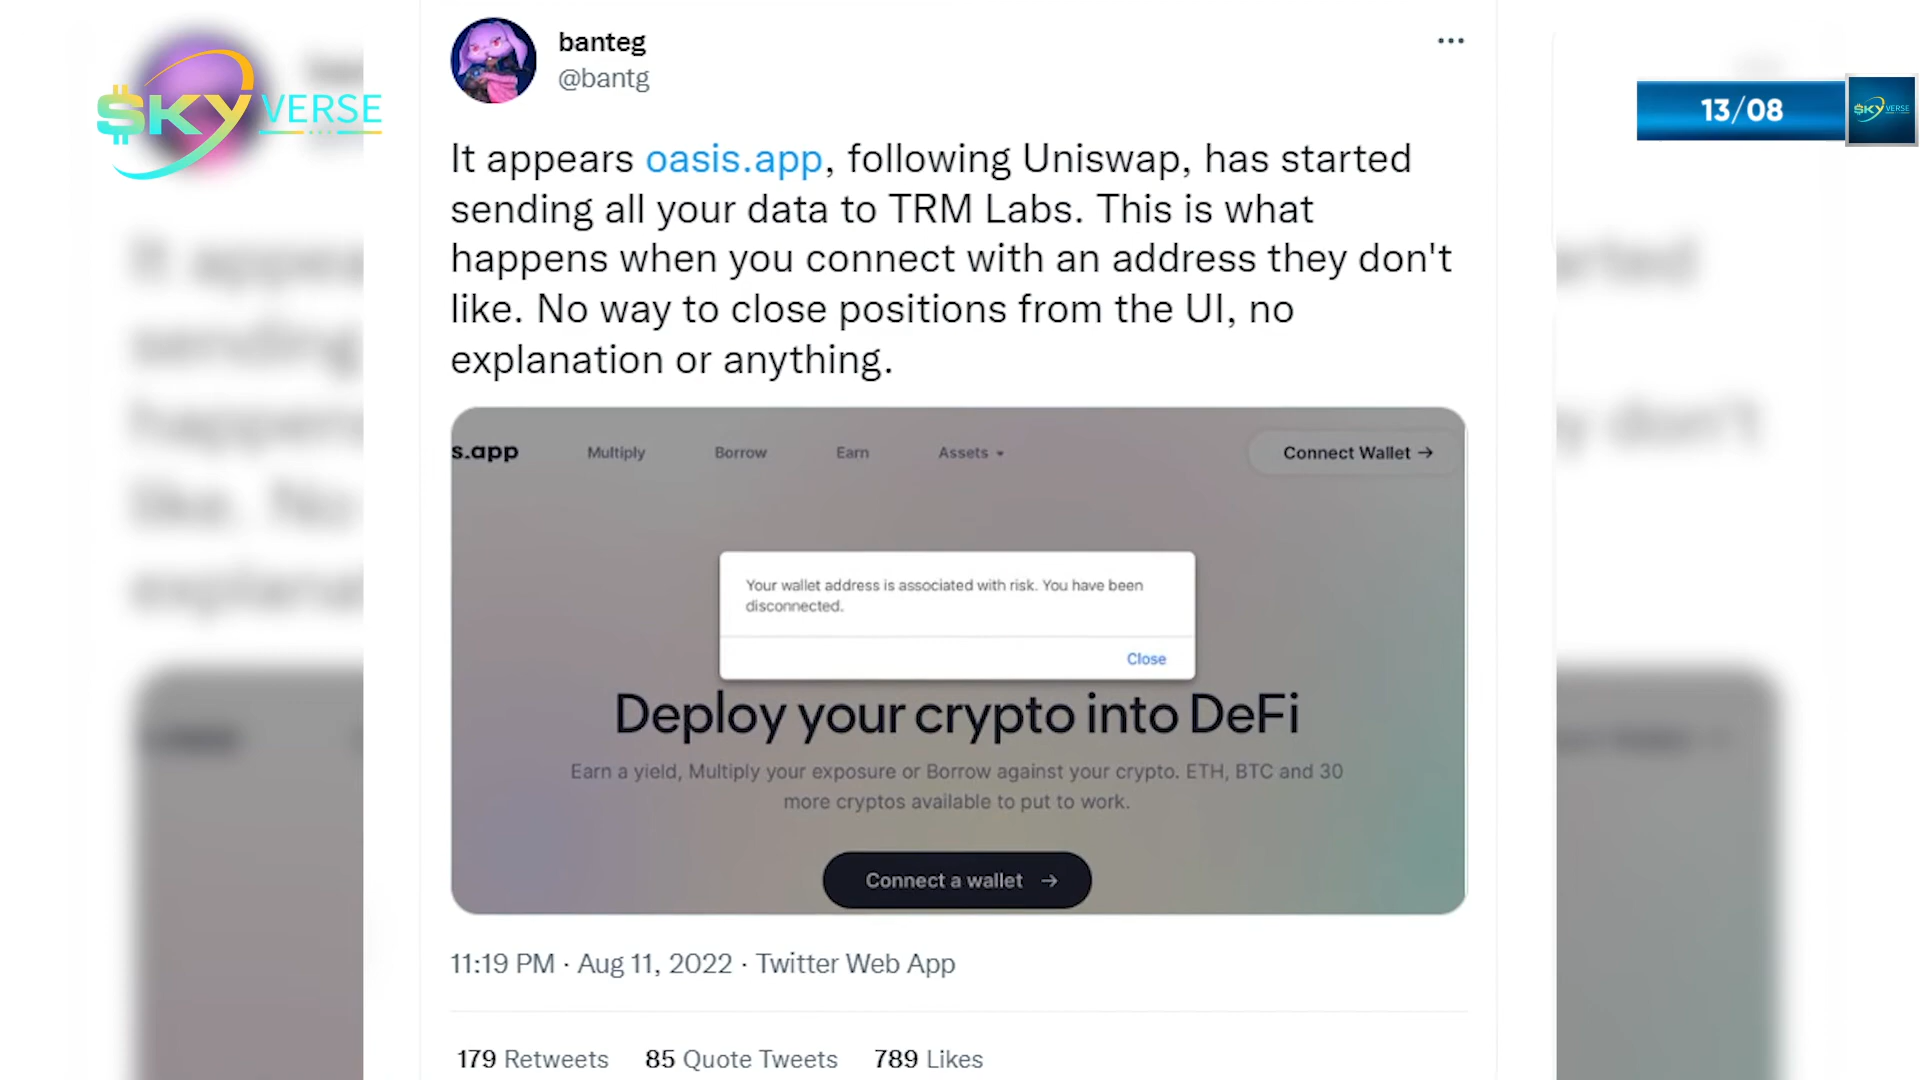 banteg
@bantg
$KYVERSE
13/08
$KYVERSE
It appears oasis.app, following Uniswap, has started
sending all your data to TRM Labs. This is what
happens when you connect with an address they don't
like. No way to close positions from the UI, no
explanation or anything.
s.app Multiply Borrow Earn Assets Connect Wallet →
Your wallet address is associated with risk. You have been
disconnected.
Close
Deploy your crypto into DeFi
Earn a yield, Multiply your exposure or Borrow against your crypto. ETH, BTC and 30
more cryptos available to put to work.
Connect a wallet →
11:19 PM · Aug 11, 2022 · Twitter Web App
179 Retweets 85 Quote Tweets 789 Likes